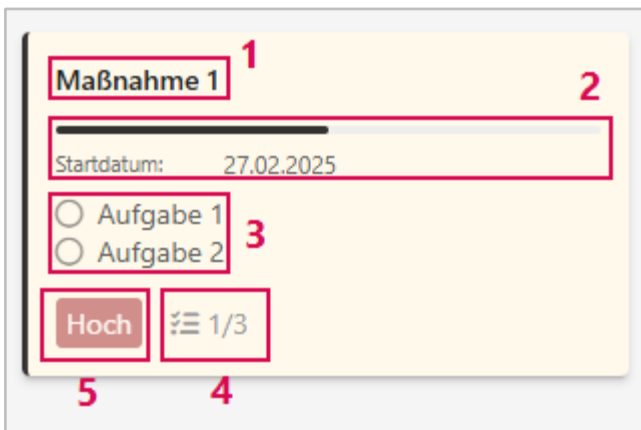 1
Maßnahme 1
2
Startdatum: 27.02.2025
Aufgabe 1
Aufgabe 2
3
Hoch 1/3
5 4